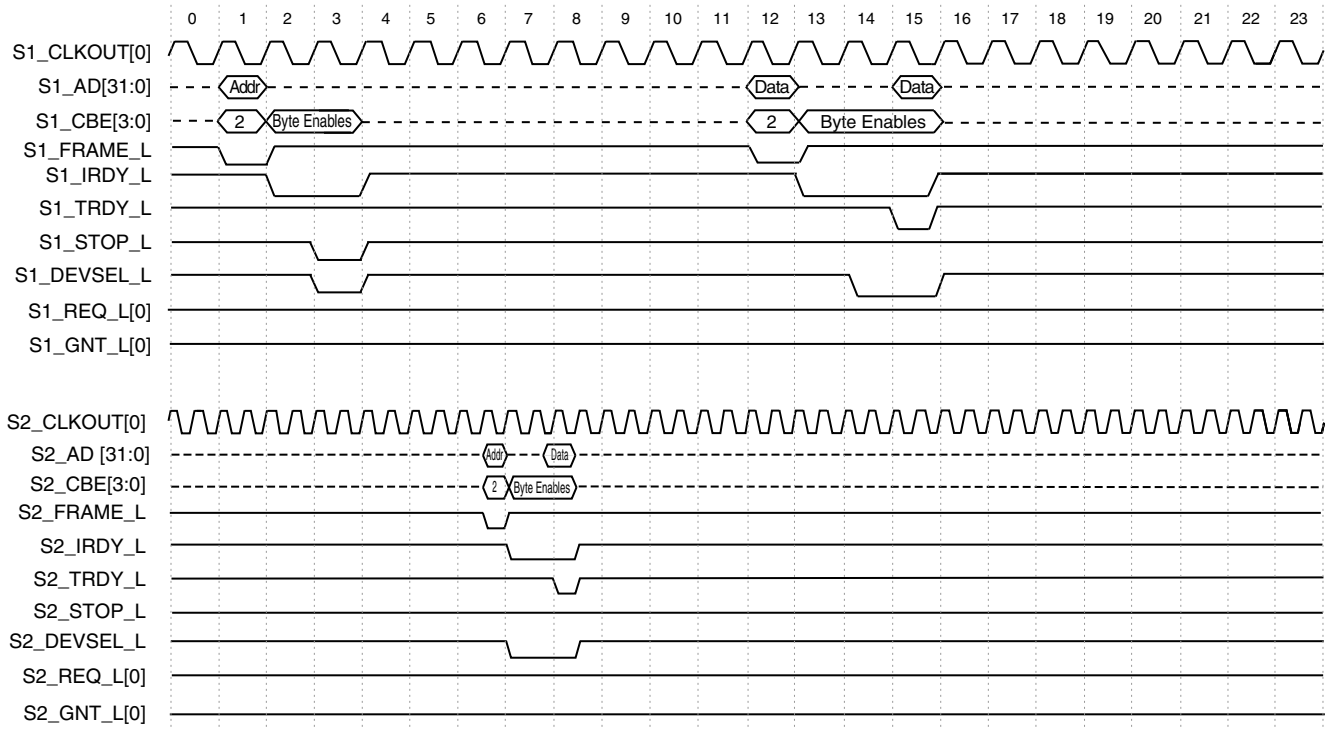 0 1 2 3 4 5 6 7 8 9 10 11 12 13 14 15 16 17 18 19 20 21 22 23
S1_CLKOUT[0]
S1_AD[31:0] Addr Data Data
S1_CBE[3:0] 2 Byte Enables 2 Byte Enables
S1_FRAME_L
S1_IRDY_L
S1_TRDY_L
S1_STOP_L
S1_DEVSEL_L
S1_REQ_L[0]
S1_GNT_L[0]
S2_CLKOUT[0]
S2_AD [31:0] Addr Data
S2_CBE[3:0] 2 Byte Enables
S2_FRAME_L
S2_IRDY_L
S2_TRDY_L
S2_STOP_L
S2_DEVSEL_L
S2_REQ_L[0]
S2_GNT_L[0]